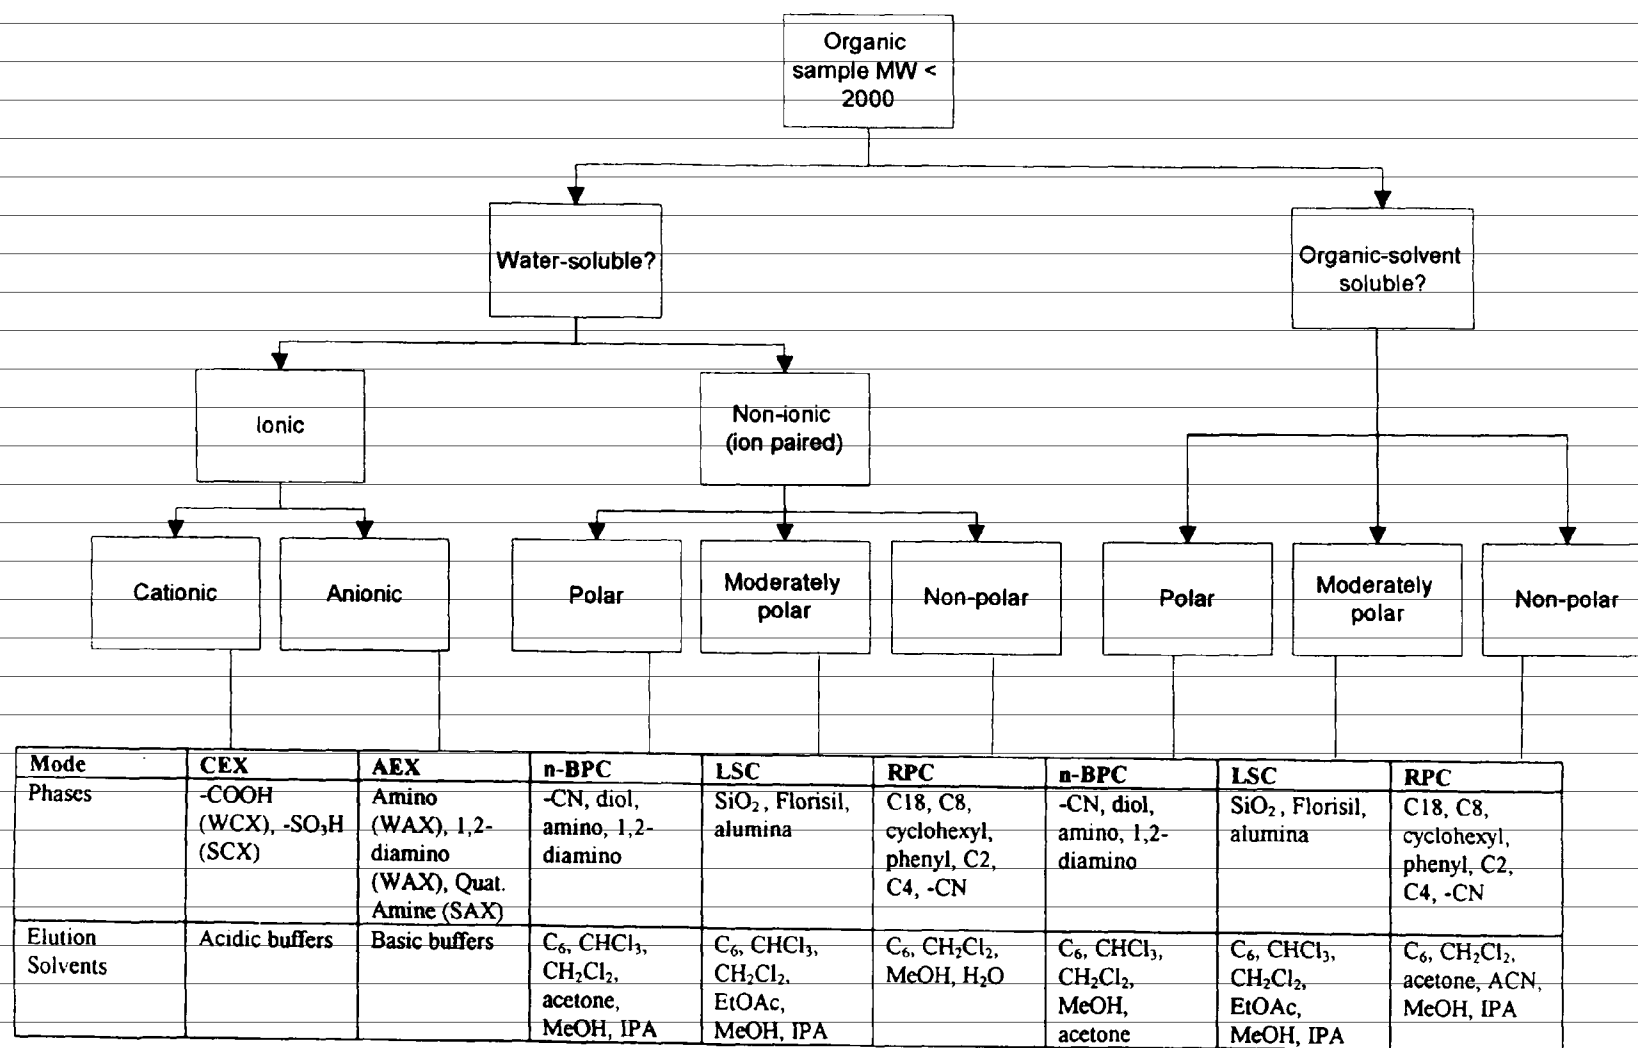 Organic
sample MW <
2000
Water-soluble?
Organic-solvent
soluble?
Ionic
Non-ionic
(ion paired)
Cationic
Anionic
Polar
Moderately
polar
Non-polar
Polar
Moderately
polar
Non-polar
Mode
CEX
AEX
n-BPC
LSC
RPC
n-BPC
LSC
RPC
Phases
-COOH
(WCX), -SO₃H
(SCX)
Amino
(WAX), 1,2-
diamino
(WAX), Quat.
Amine (SAX)
-CN, diol,
amino, 1,2-
diamino
SiO₂, Florisil,
alumina
C18, C8,
cyclohexyl,
phenyl, C2,
C4, -CN
-CN, diol,
amino, 1,2-
diamino
SiO₂, Florisil,
alumina
C18, C8,
cyclohexyl,
phenyl, C2,
C4, -CN
Elution
Solvents
Acidic buffers
Basic buffers
C₆, CHCl₃,
CH₂Cl₂,
acetone,
MeOH, IPA
C₆, CHCl₃,
CH₂Cl₂,
EtOAc,
MeOH, IPA
C₆, CH₂Cl₂,
MeOH, H₂O
C₆, CHCl₃,
CH₂Cl₂,
MeOH,
acetone
C₆, CHCl₃,
CH₂Cl₂,
EtOAc,
MeOH, IPA
C₆, CH₂Cl₂,
acetone, ACN,
MeOH, IPA